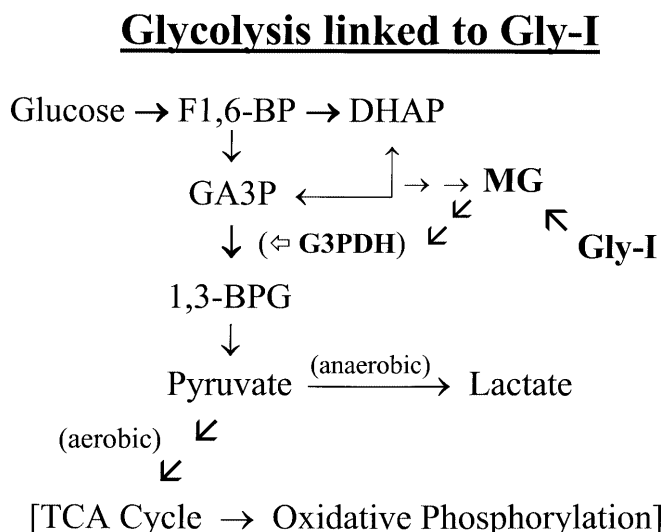 Glycolysis linked to Gly-I
Glucose → F1,6-BP → DHAP
GA3P
→ → MG
(⇦ G3PDH)
Gly-I
1,3-BPG
(anaerobic)
Pyruvate → Lactate
(aerobic)
[TCA Cycle → Oxidative Phosphorylation]